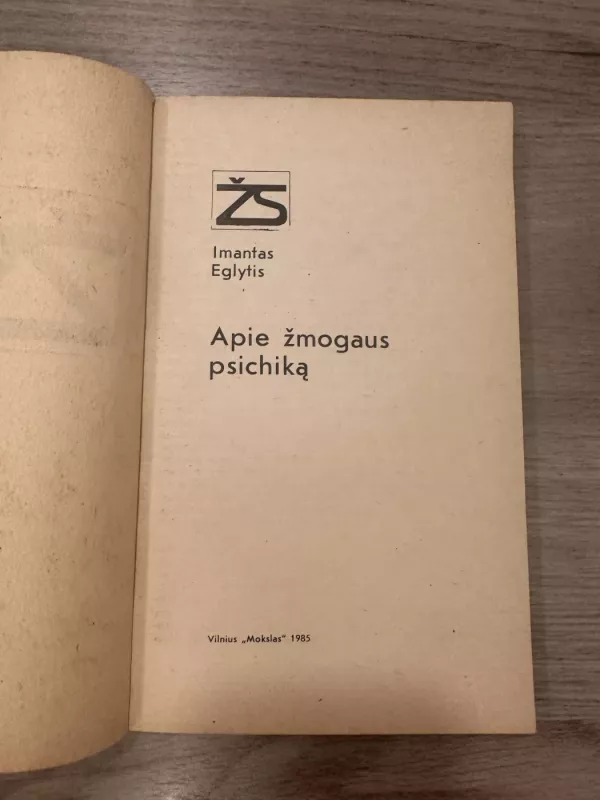 ŽS
Imantas
Eglytis
Apie žmogaus
psichiką
Vilnius „Mokslas" 1985